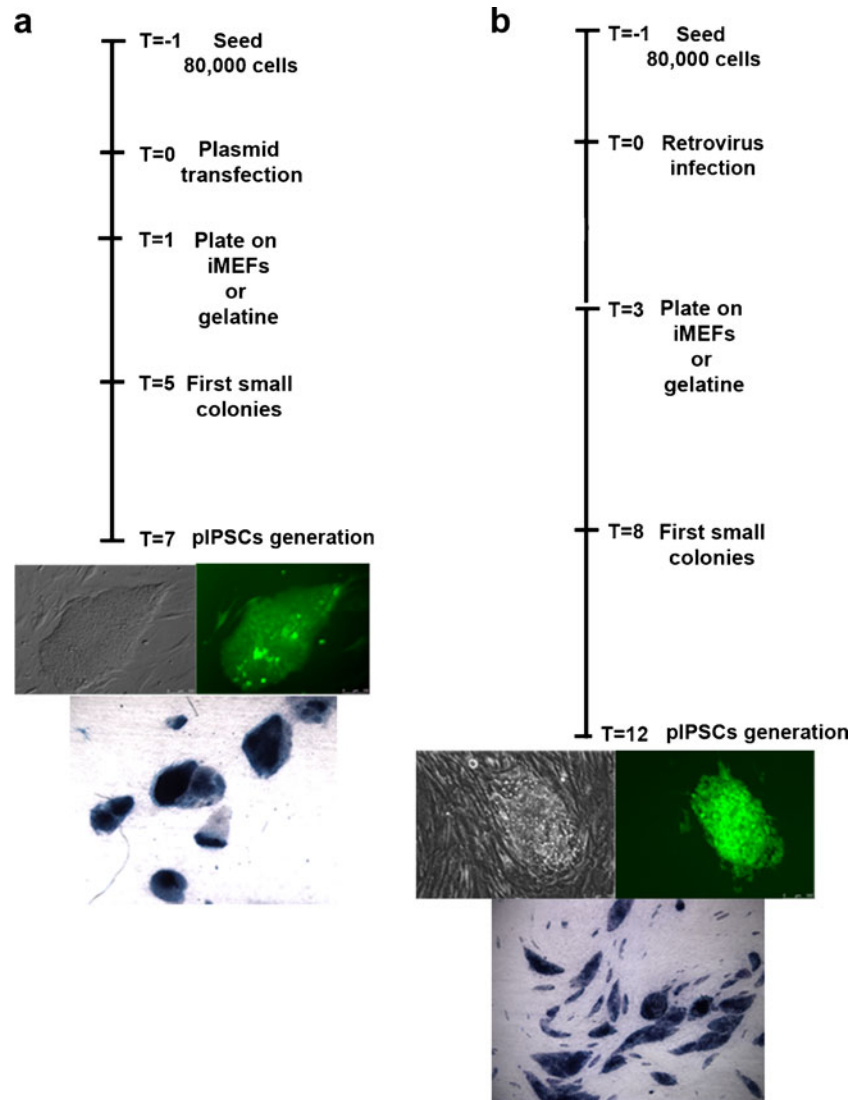 a
T=-1 Seed
80,000 cells
T=0 Plasmid
transfection
T=1 Plate on
iMEFs
or
gelatine
T=5 First small
colonies
T=7 pIPSCs generation
b
T=-1 Seed
80,000 cells
T=0 Retrovirus
infection
T=3 Plate on
iMEFs
or
gelatine
T=8 First small
colonies
T=12 pIPSCs generation